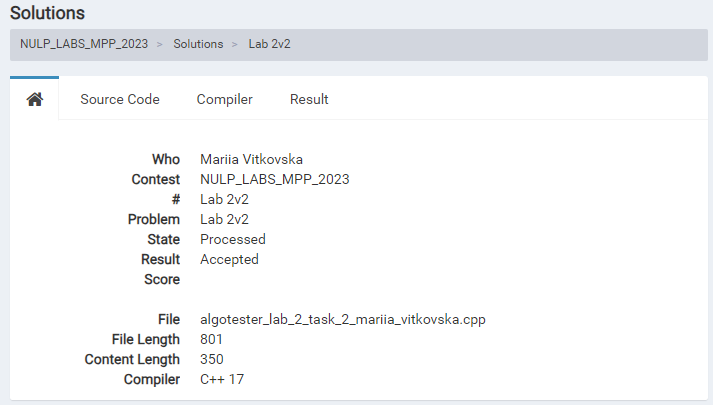 Solutions
NULP_LABS_MPP_2023 > Solutions > Lab 2v2
Source Code Compiler Result
Who Mariia Vitkovska
Contest NULP_LABS_MPP_2023
# Lab 2v2
Problem Lab 2v2
State Processed
Result Accepted
Score
File algotester_lab_2_task_2_mariia_vitkovska.cpp
File Length 801
Content Length 350
Compiler C++ 17